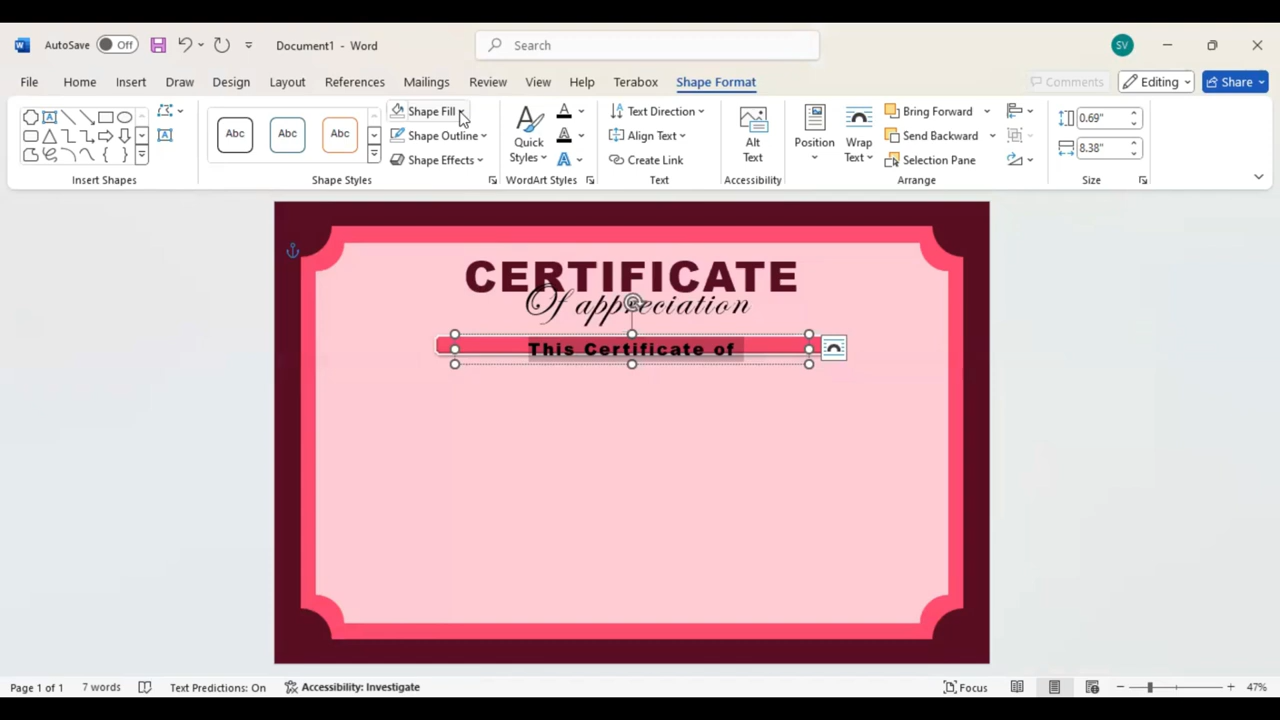 AutoSave Off Document1 - Word Search SV
File Home Insert Draw Design Layout References Mailings Review View Help Terabox Shape Format Comments Editing Share
Abc Abc Abc
Shape Fill
Shape Outline
Shape Effects
Quick
Styles
A
A
A
Text Direction
Align Text
Create Link
Alt
Text
Position
Wrap
Text
Bring Forward
Send Backward
Selection Pane
0.69"
8.38"
Insert Shapes Shape Styles WordArt Styles Text Accessibility Arrange Size
CERTIFICATE
Of appreciation
This Certificate of
Page 1 of 1 7 words Text Predictions: On Accessibility: Investigate Focus 47%